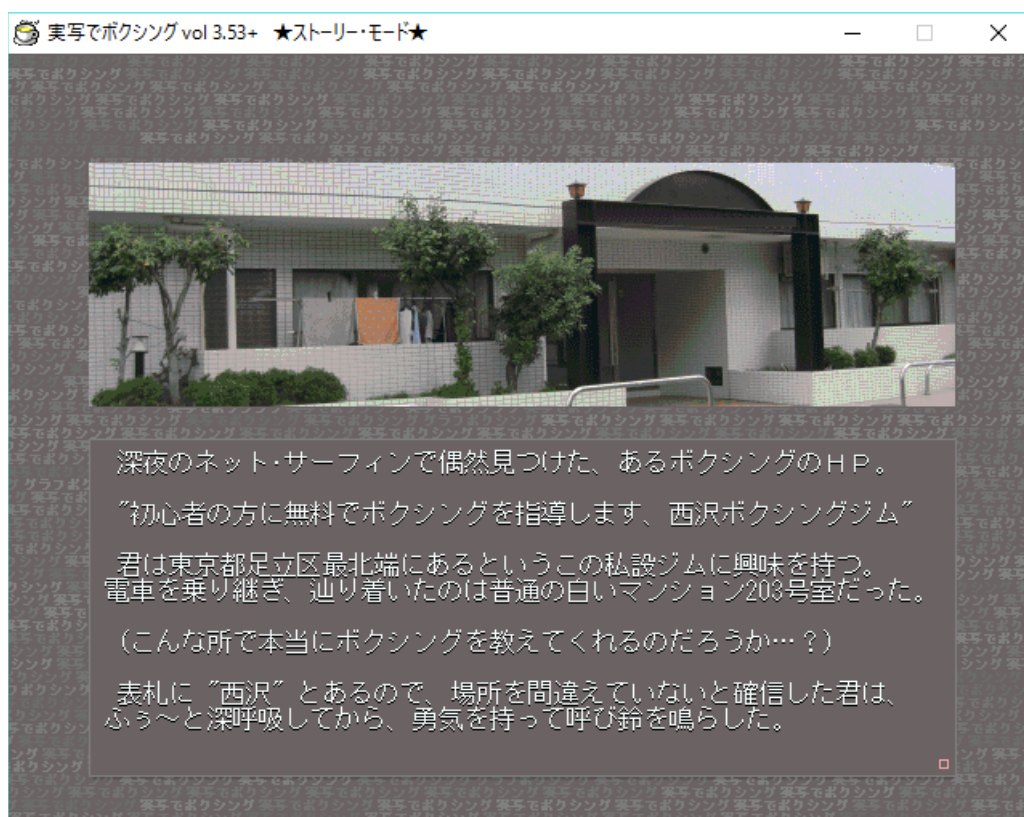 実写でボクシング vol 3.53+ ★ストーリー・モード★
深夜のネット・サーフィンで偶然見つけた、あるボクシングのＨＰ。
"初心者の方に無料でボクシングを指導します、西沢ボクシングジム"
君は東京都足立区最北端にあるというこの私設ジムに興味を持つ。
電車を乗り継ぎ、辿り着いたのは普通の白いマンション203号室だった。
（こんな所で本当にボクシングを教えてくれるのだろうか…？）
表札に "西沢" とあるので、場所を間違えていないと確信した君は、
ふぅ～と深呼吸してから、勇気を持って呼び鈴を鳴らした。